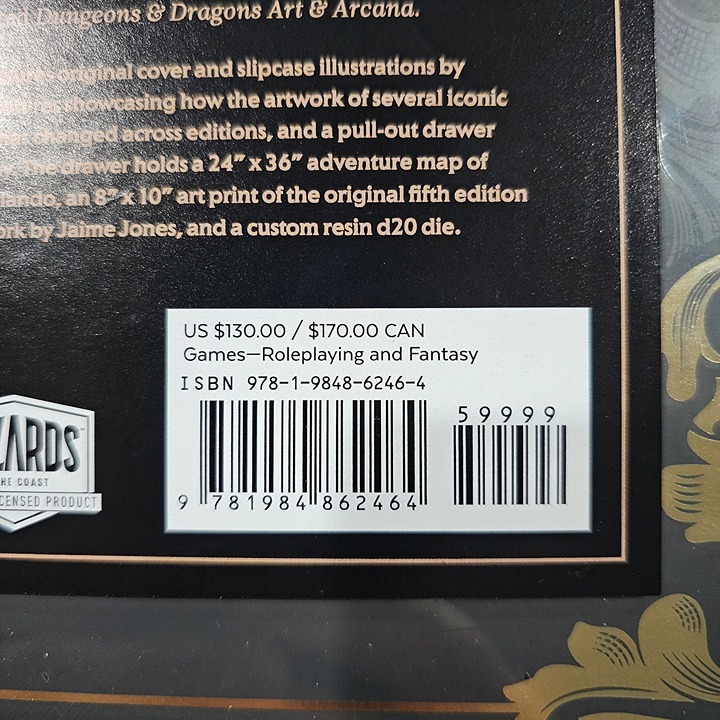 Dungeons & Dragons Art & Arcana.
original cover and slipcase illustrations by
showcasing how the artwork of several iconic
changed across editions, and a pull-out drawer
The drawer holds a 24” x 36” adventure map of
an 8” x 10” art print of the original fifth edition
by Jaime Jones, and a custom resin d20 die.
US $130.00 / $170.00 CAN
Games—Roleplaying and Fantasy
ISBN 978-1-9848-6246-4
59999
9 781984 862464
ZARDS
HE COAST
CENSED PRODUCT